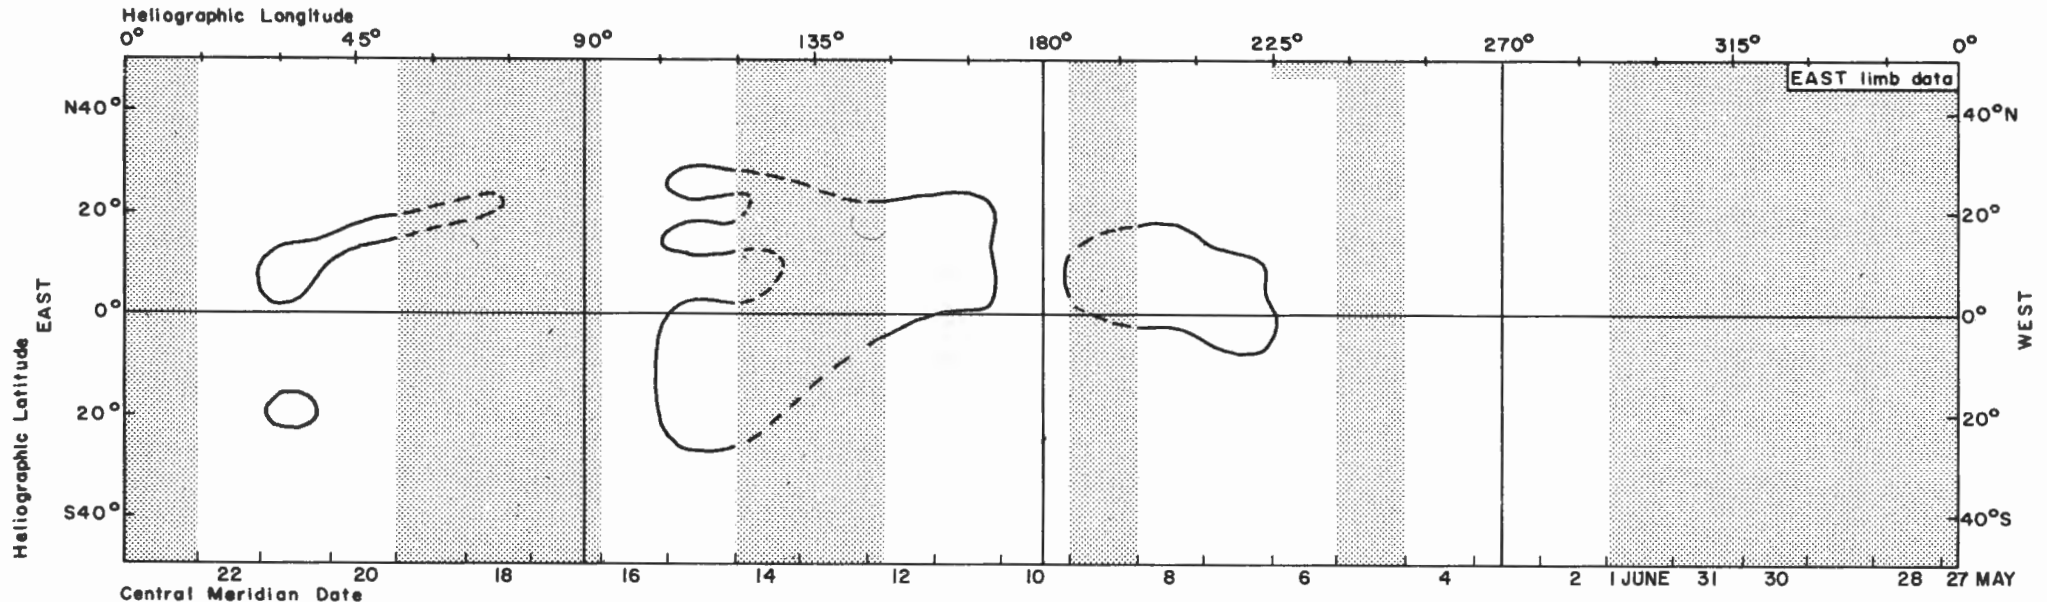 Heliographic Longitude
0° 45° 90° 135° 180° 225° 270° 315° 0°
EAST limb data
N40° 40°N
20° 20°
0° 0°
20° 20°
S40° 40°S
Heliographic Latitude
EAST
WEST
22 20 18 16 14 12 10 8 6 4 2 1 JUNE 31 30 28 27 MAY
Central Meridian Date